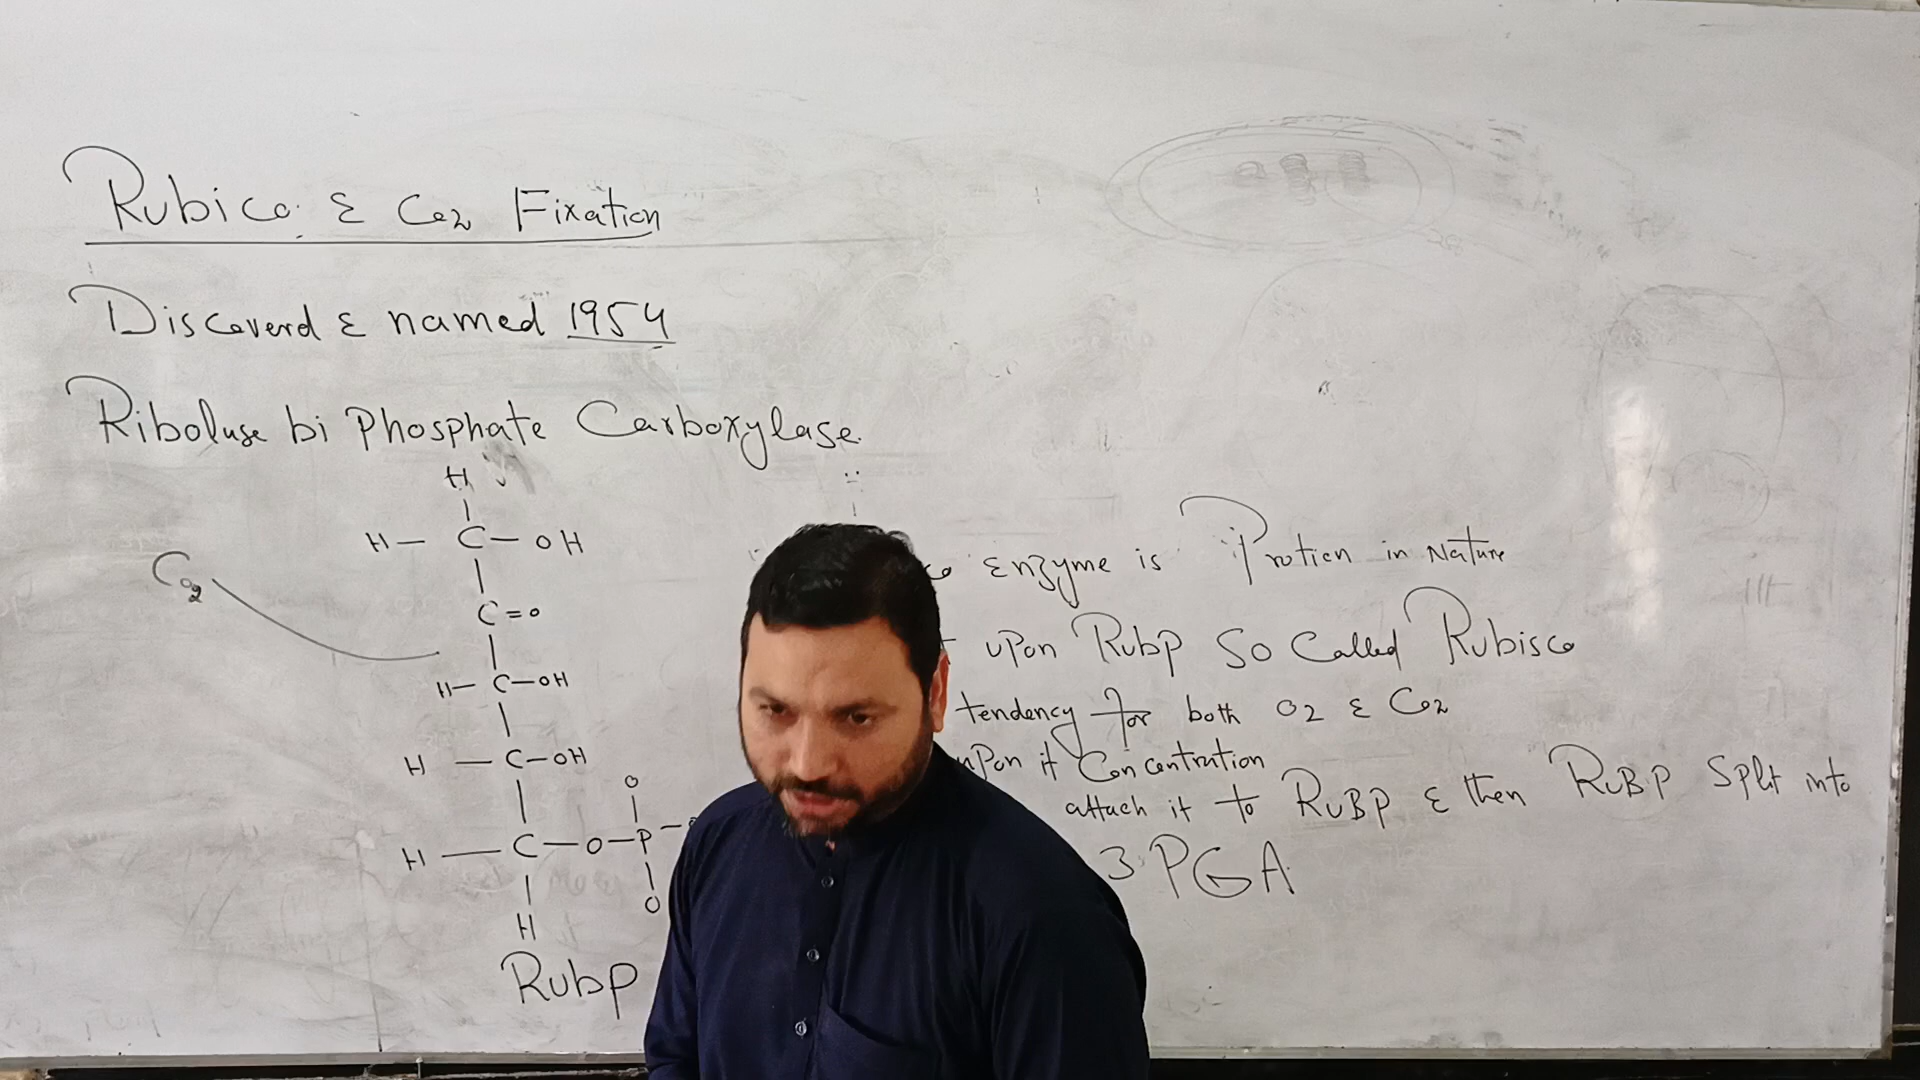 Rubico & Co2 Fixation
Discoverd & named 1954
Riboluse bi Phosphate Carboxylase
H
H — C — OH
Co2
C = o
H — C — OH
H — C — OH
o
H — C — O — P —
O
H
Rubp
Enzyme is Protien in Nature
upon Rubp So Called Rubisco
tendency for both O2 & Co2
upon it Concentration
attach it to RuBP & then RuBP Split into
3 PGA